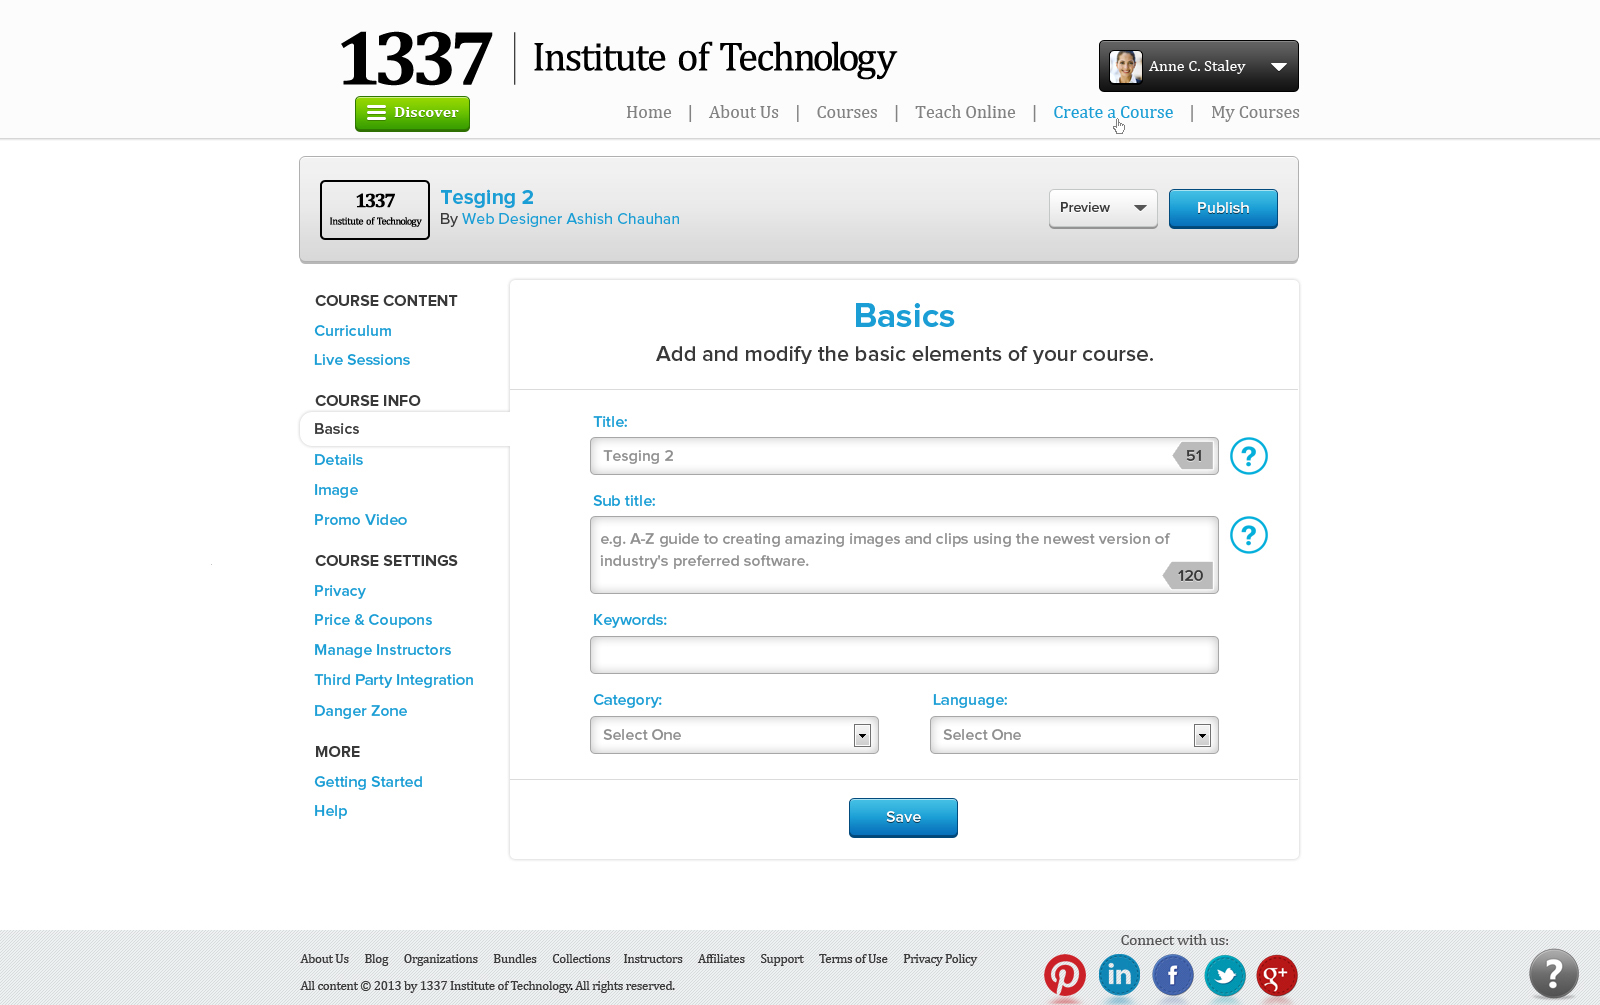 1337 | Institute of Technology
Anne C. Staley
Discover
Home | About Us | Courses | Teach Online | Create a Course | My Courses
1337
Institute of Technology
Tesging 2
By Web Designer Ashish Chauhan
Preview
Publish
COURSE CONTENT
Curriculum
Live Sessions
COURSE INFO
Basics
Details
Image
Promo Video
COURSE SETTINGS
Privacy
Price & Coupons
Manage Instructors
Third Party Integration
Danger Zone
MORE
Getting Started
Help
Basics
Add and modify the basic elements of your course.
Title:
Tesging 2 51 ?
Sub title:
e.g. A-Z guide to creating amazing images and clips using the newest version of
industry's preferred software.
120
?
Keywords:
Category: Language:
Select One Select One
Save
About Us Blog Organizations Bundles Collections Instructors Affiliates Support Terms of Use Privacy Policy
All content © 2013 by 1337 Institute of Technology. All rights reserved.
Connect with us:
in f g+
?